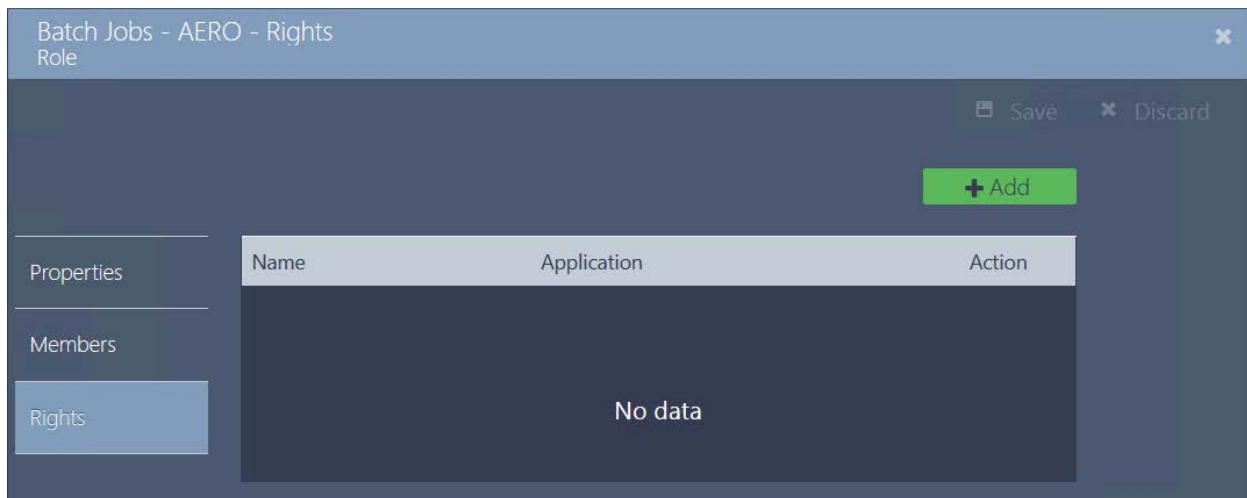 Batch Jobs - AERO - Rights
Role
Save Discard
Add
Properties
Members
Rights
Name Application Action
No data